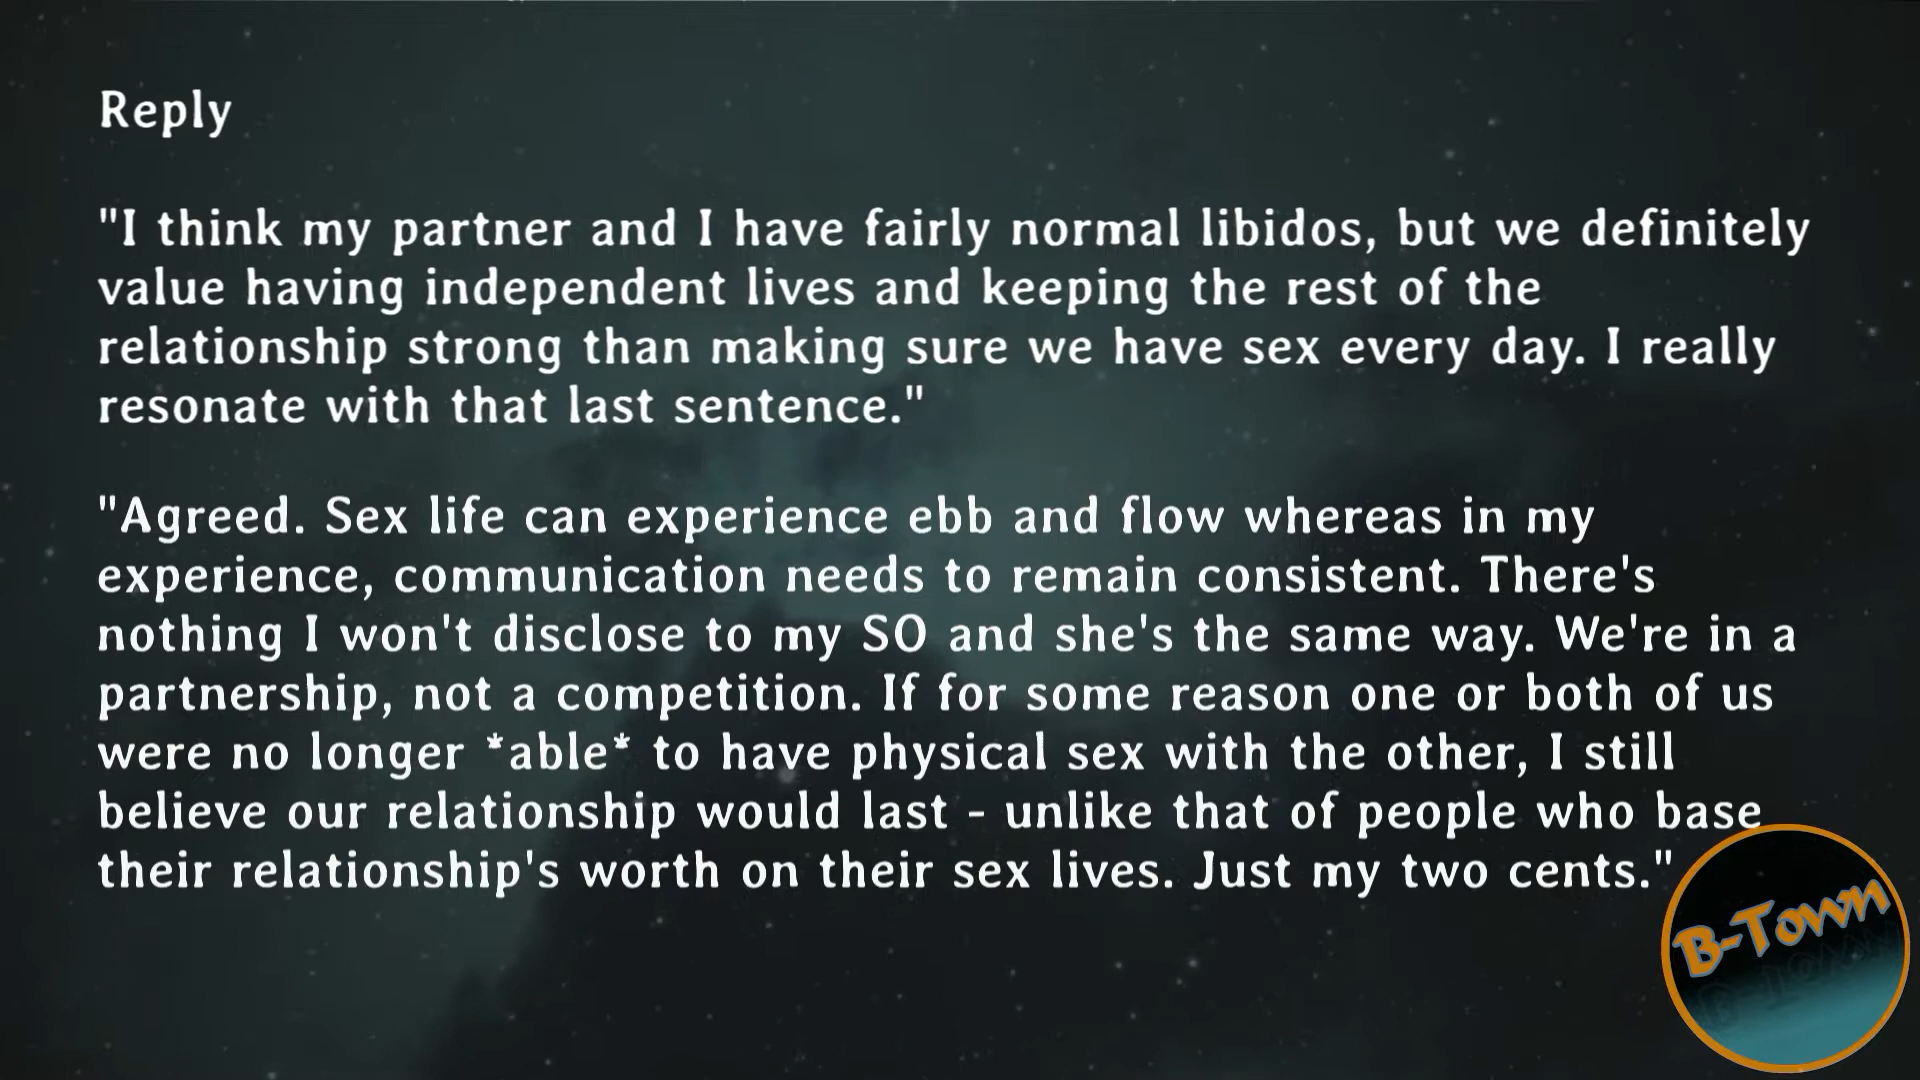 Reply
"I think my partner and I have fairly normal libidos, but we definitely
value having independent lives and keeping the rest of the
relationship strong than making sure we have sex every day. I really
resonate with that last sentence."
"Agreed. Sex life can experience ebb and flow whereas in my
experience, communication needs to remain consistent. There's
nothing I won't disclose to my SO and she's the same way. We're in a
partnership, not a competition. If for some reason one or both of us
were no longer *able* to have physical sex with the other, I still
believe our relationship would last - unlike that of people who base
their relationship's worth on their sex lives. Just my two cents."
B-Town